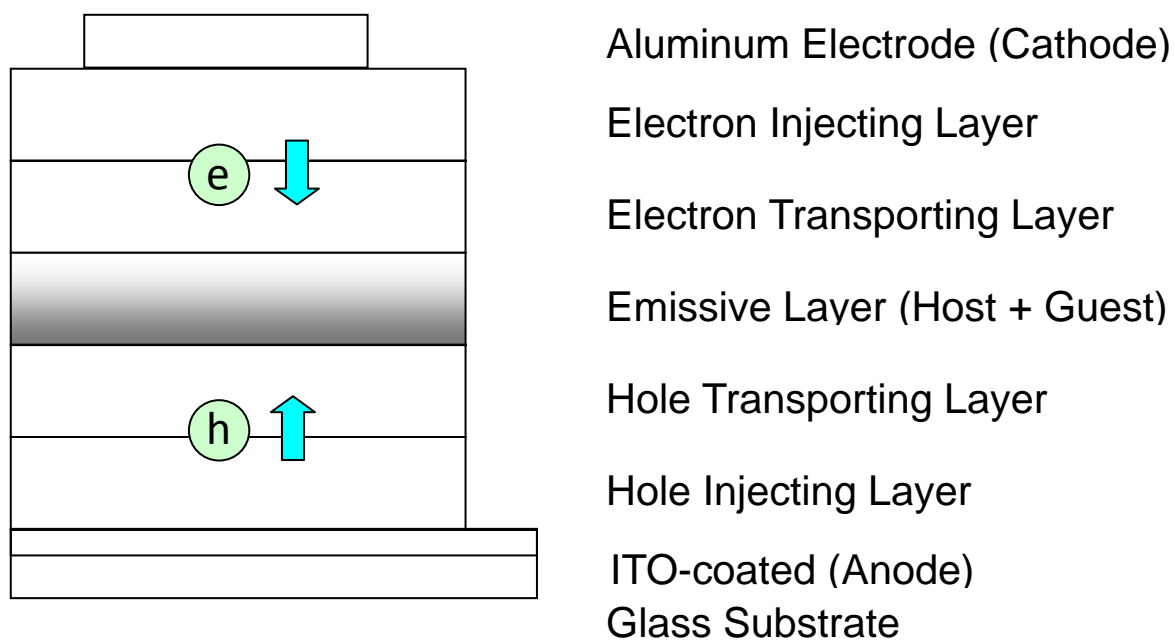 Aluminum Electrode (Cathode)
Electron Injecting Layer
e
Electron Transporting Layer
Emissive Layer (Host + Guest)
Hole Transporting Layer
h
Hole Injecting Layer
ITO-coated (Anode)
Glass Substrate